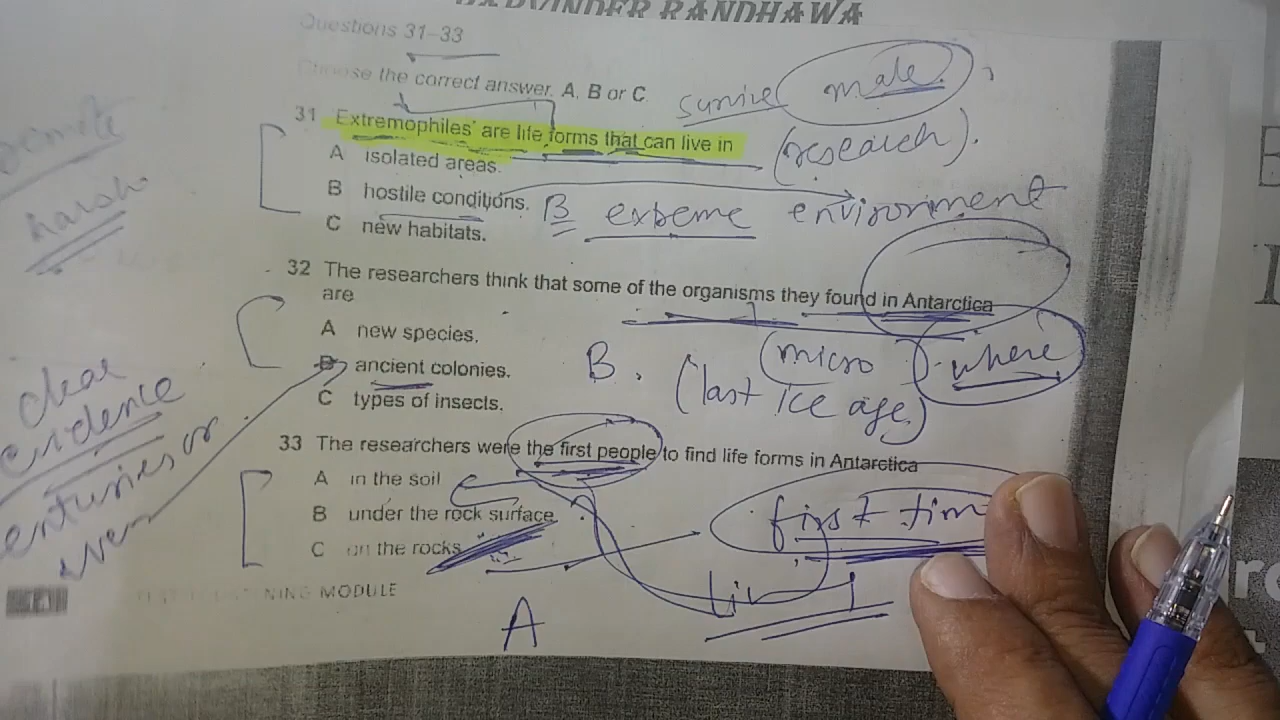 RANDHAWA
Questions 31-33
Choose the correct answer. A, B or C.
survive male.
31 Extremophiles' are life forms that can live in
(research).
A isolated areas.
B hostile conditions.
B exteme environment
C new habitats.
harsh
32 The researchers think that some of the organisms they found in Antarctica
are
A new species.
B ancient colonies.
C types of insects.
B. (micro) where
(last ice age)
clear
evidence
33 The researchers were the first people to find life forms in Antarctica
A in the soil
B under the rock surface
C on the rocks
first time
A
MODULE